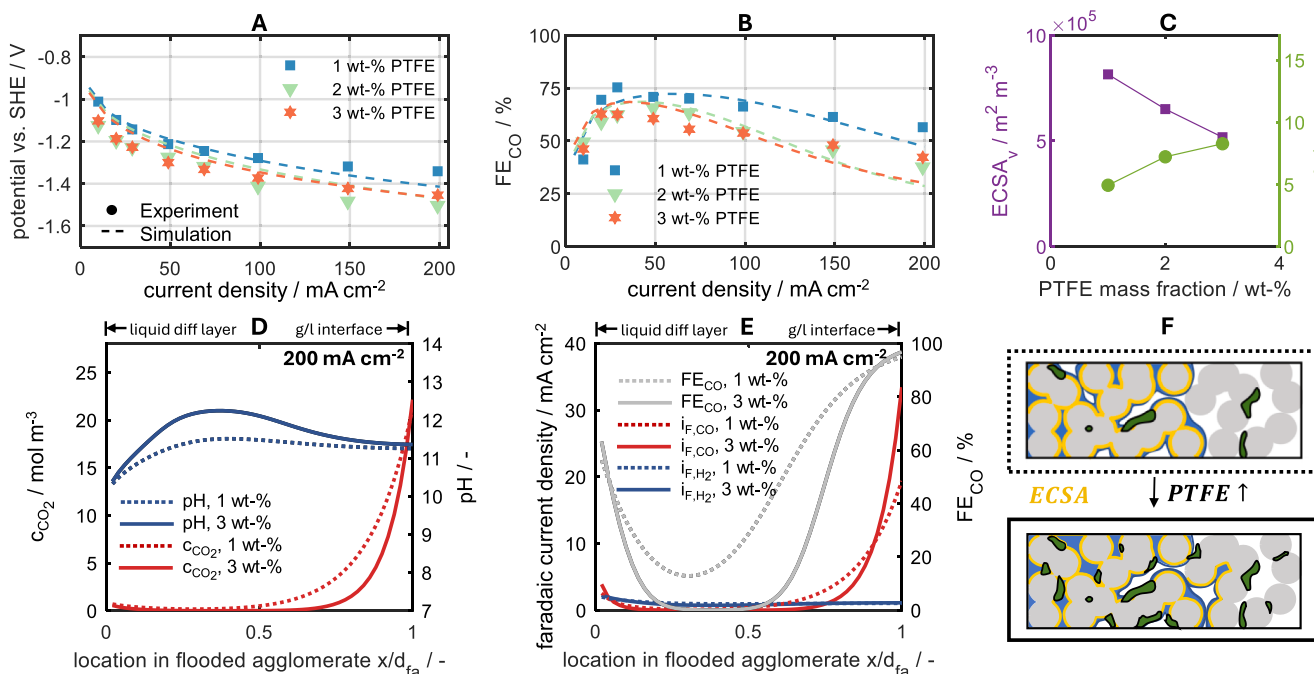 A
potential vs. SHE / V
-0.8
-1
-1.2
-1.4
-1.6
1 wt-% PTFE
2 wt-% PTFE
3 wt-% PTFE
Experiment
Simulation
0 50 100 150 200
current density / mA cm-2
B
FECO / %
100
75
50
25
0
1 wt-% PTFE
2 wt-% PTFE
3 wt-% PTFE
0 50 100 150 200
current density / mA cm-2
C
10 × 10^5
ECSAv / m2 m-3
5
0
15
10
5
0
0 2 4
PTFE mass fraction / wt-%
liquid diff layer D g/l interface
200 mA cm-2
cCO2 / mol m-3
25
20
15
10
5
0
pH, 1 wt-%
pH, 3 wt-%
cCO2, 1 wt-%
cCO2, 3 wt-%
14
13
12
11
10
9
8
7
pH / -
0 0.5 1
location in flooded agglomerate x/dfa / -
liquid diff layer E g/l interface
200 mA cm-2
faradaic current density / mA cm-2
40
30
20
10
0
FECO, 1 wt-%
FECO, 3 wt-%
iF,CO, 1 wt-%
iF,CO, 3 wt-%
iF,H2, 1 wt-%
iF,H2, 3 wt-%
100
80
60
40
20
0
FECO / %
0 0.5 1
location in flooded agglomerate x/dfa / -
F
ECSA PTFE ↑